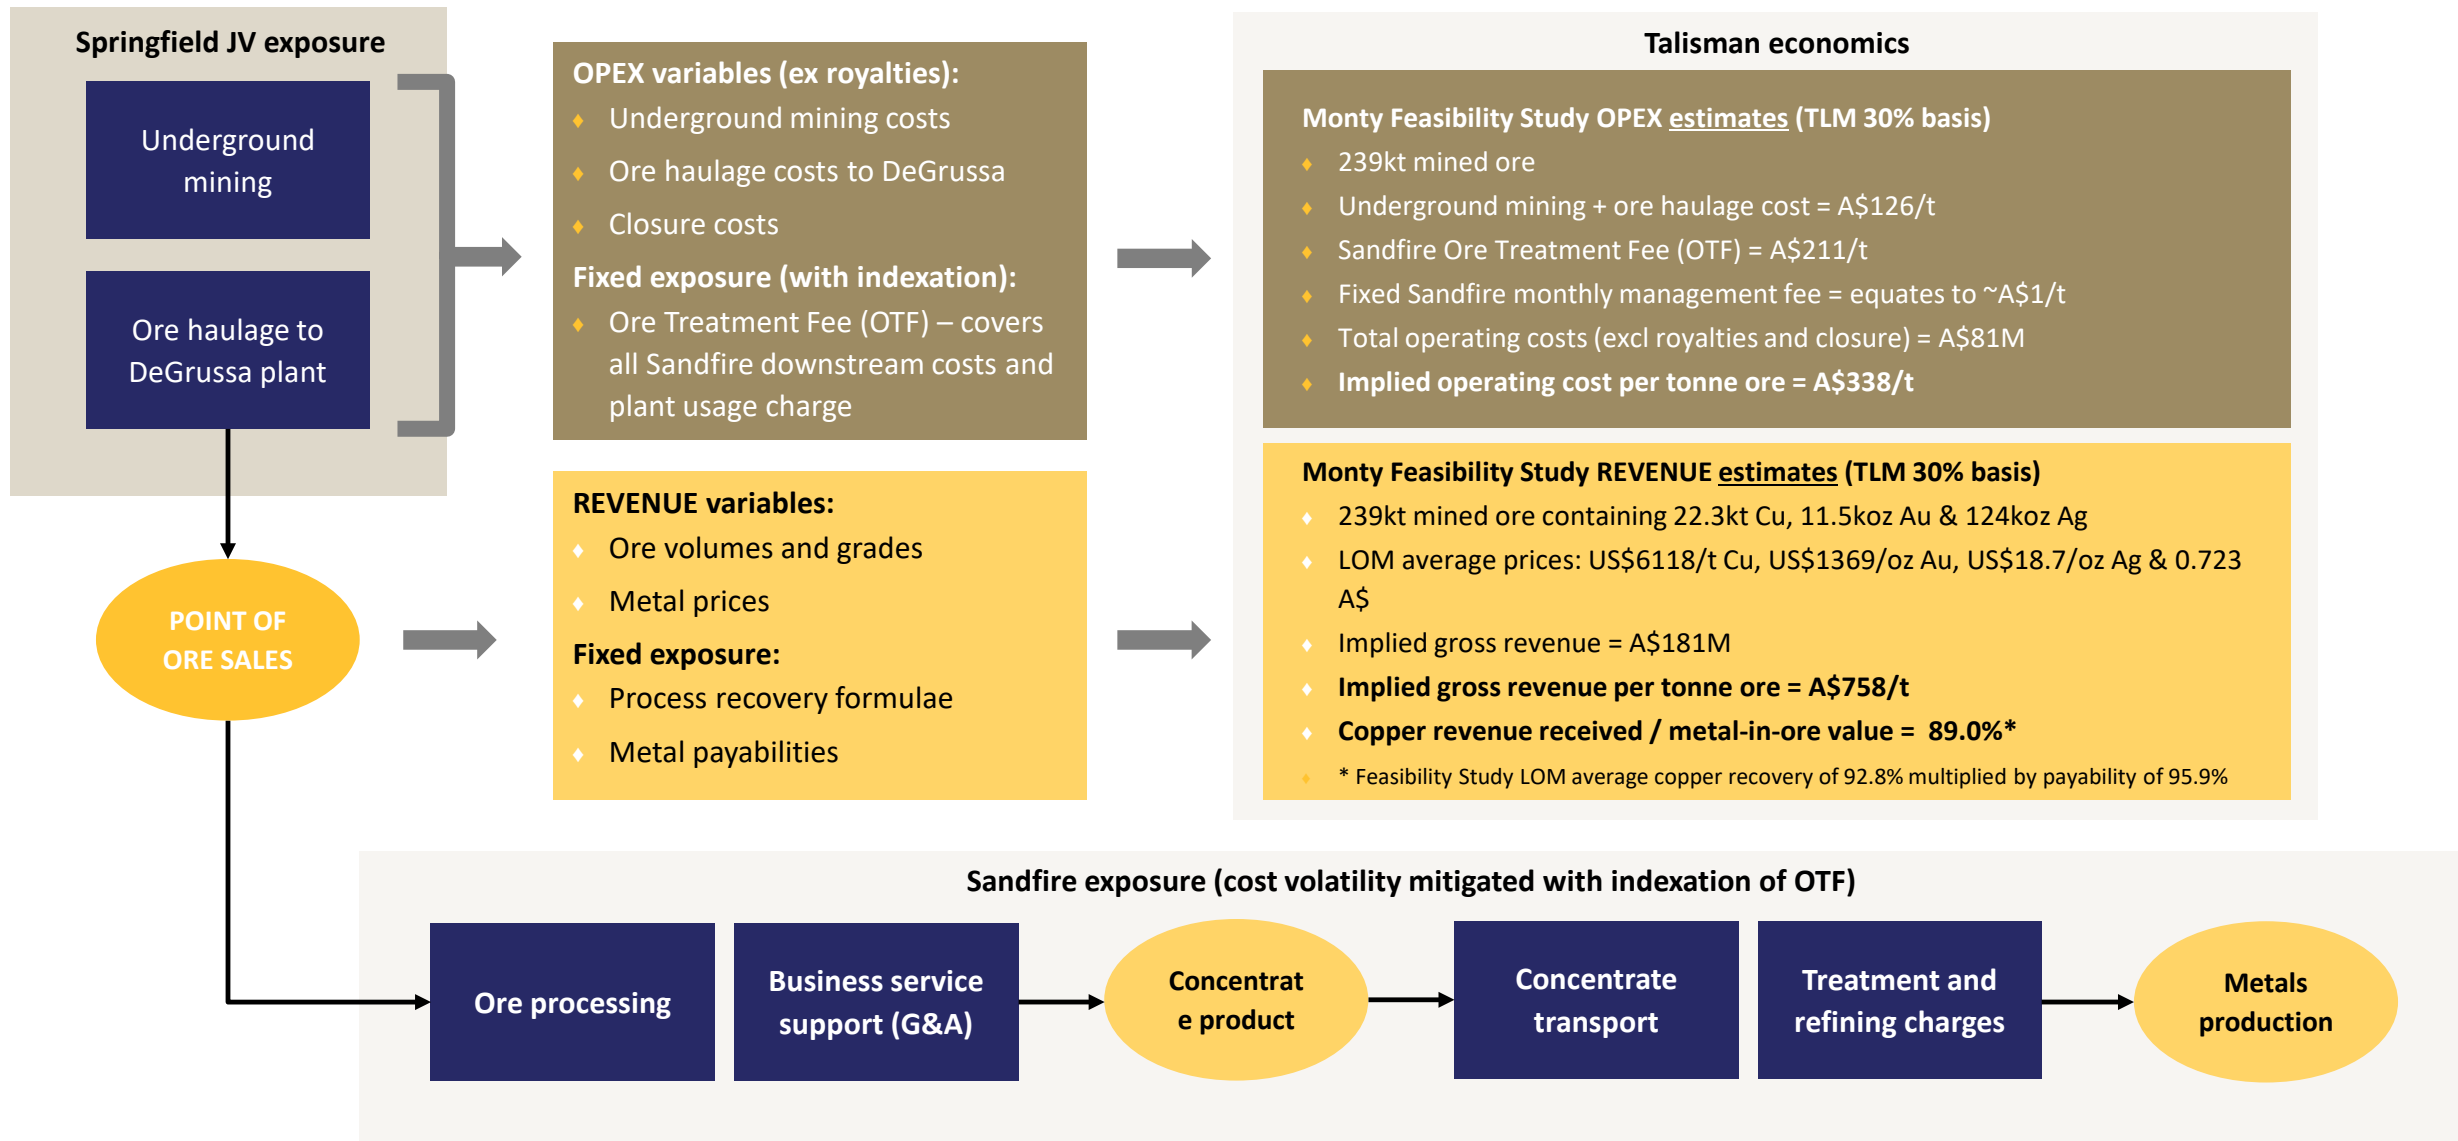 Springfield JV exposure
Underground
mining
Ore haulage to
DeGrussa plant
POINT OF
ORE SALES
OPEX variables (ex royalties):
♦ Underground mining costs
♦ Ore haulage costs to DeGrussa
♦ Closure costs
Fixed exposure (with indexation):
♦ Ore Treatment Fee (OTF) – covers
all Sandfire downstream costs and
plant usage charge
REVENUE variables:
♦ Ore volumes and grades
♦ Metal prices
Fixed exposure:
♦ Process recovery formulae
♦ Metal payabilities
Talisman economics
Monty Feasibility Study OPEX estimates (TLM 30% basis)
♦ 239kt mined ore
♦ Underground mining + ore haulage cost = A$126/t
♦ Sandfire Ore Treatment Fee (OTF) = A$211/t
♦ Fixed Sandfire monthly management fee = equates to ~A$1/t
♦ Total operating costs (excl royalties and closure) = A$81M
♦ Implied operating cost per tonne ore = A$338/t
Monty Feasibility Study REVENUE estimates (TLM 30% basis)
♦ 239kt mined ore containing 22.3kt Cu, 11.5koz Au & 124koz Ag
♦ LOM average prices: US$6118/t Cu, US$1369/oz Au, US$18.7/oz Ag & 0.723
A$
♦ Implied gross revenue = A$181M
♦ Implied gross revenue per tonne ore = A$758/t
♦ Copper revenue received / metal-in-ore value = 89.0%*
♦ * Feasibility Study LOM average copper recovery of 92.8% multiplied by payability of 95.9%
Sandfire exposure (cost volatility mitigated with indexation of OTF)
Ore processing
Business service
support (G&A)
Concentrat
e product
Concentrate
transport
Treatment and
refining charges
Metals
production